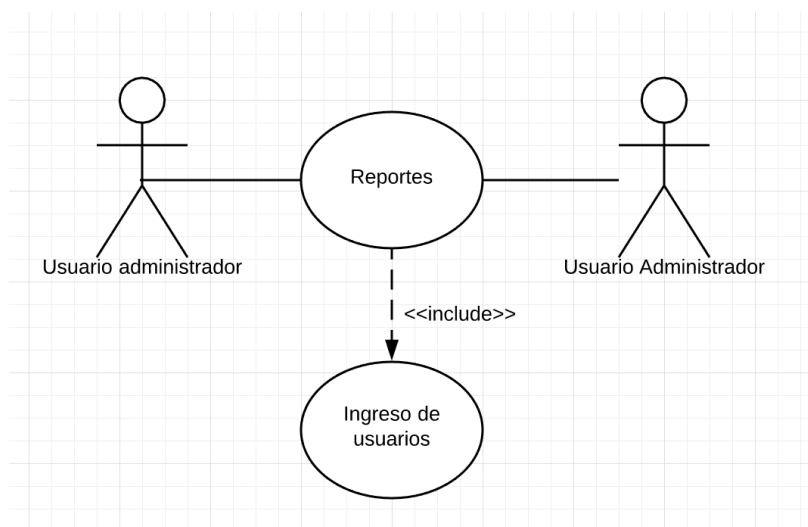 Reportes
Usuario administrador
Usuario Administrador
<<include>>
Ingreso de
usuarios